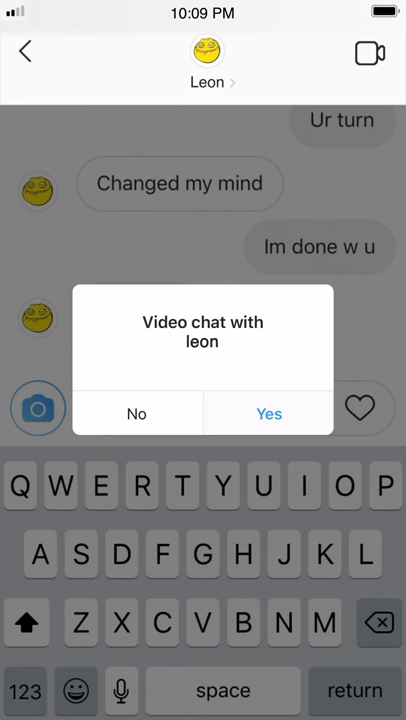 10:09 PM
Leon >
Ur turn
Changed my mind
Im done w u
Video chat with
leon
No Yes
Q W E R T Y U I O P
A S D F G H J K L
Z X C V B N M
123 space return